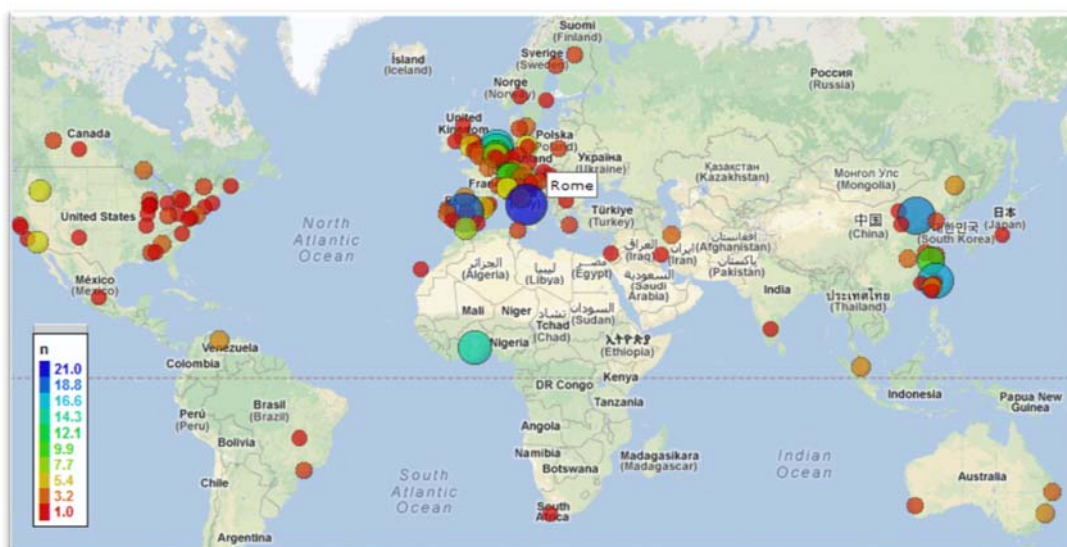 Suomi
(Finland)
Ísland
(Iceland)
Sverige
(Sweden)
Norge
(Norway)
Россия
(Russia)
Canada
United
Kingdom
Polska
(Poland)
Україна
(Ukraine)
Қазақстан
(Kazakhstan)
Монгол Улс
(Mongolia)
Rome
United States
North
Atlantic
Ocean
Türkiye
(Turkey)
中国
(China)
대한민국
(South Korea)
日本
(Japan)
افغانستان
(Afghanistan)
پاکستان
(Pakistan)
العراق
(Iraq)
ایران
(Iran)
México
(Mexico)
الجزائر
(Algeria)
ليبيا
(Libya)
مصر
(Egypt)
السعودية
(Saudi
Arabia)
India
ประเทศไทย
(Thailand)
Mali
Niger
تشاد
Tchad
(Chad)
السودان
(Sudan)
Nigeria
ኢትዮጵያ
(Ethiopia)
Venezuela
Colombia
DR Congo
Kenya
Tanzania
Indonesia
Papua New
Guinea
Perú
(Peru)
Brasil
(Brazil)
Bolivia
Angola
Namibia
Botswana
Madagasikara
(Madagascar)
Indian
Ocean
South
Atlantic
Ocean
Australia
Chile
South
Africa
Argentina
n
21.0
18.8
16.6
14.3
12.1
9.9
7.7
5.4
3.2
1.0